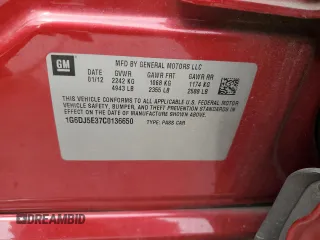 GM
MFD BY GENERAL MOTORS LLC
DATE GVWR GAWR FRT GAWR RR
01/12 2242 KG 1068 KG 1174 KG
4943 LB 2355 LB 2588 LB
THIS VEHICLE CONFORMS TO ALL APPLICABLE U.S. FEDERAL MOTOR
VEHICLE SAFETY, BUMPER, AND THEFT PREVENTION STANDARDS
IN EFFECT ON THE DATE OF MANUFACTURE SHOWN ABOVE.
1G6DJ5E37C0136650 TYPE: PASS CAR
DREAMBID